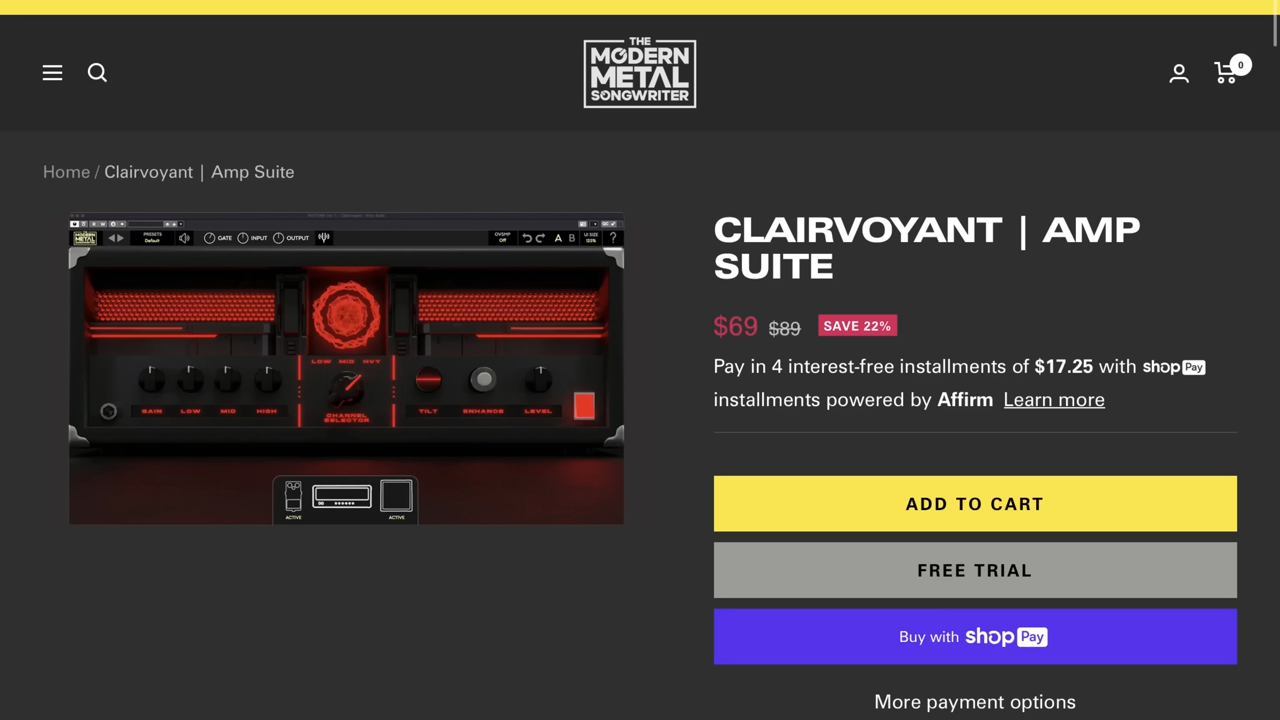 THE
MODERN
METAL
SONGWRITER
0
Home / Clairvoyant | Amp Suite
PRESETS
Default
GATE
INPUT
OUTPUT
OVSMP
Off
A B
UI SIZE
?
LOW MID HVY
GAIN LOW MID HIGH
CHANNEL
SELECTOR
TILT ENHANCE LEVEL
ACTIVE
ACTIVE
CLAIRVOYANT | AMP
SUITE
$69 $89 SAVE 22%
Pay in 4 interest-free installments of $17.25 with shop Pay
installments powered by Affirm Learn more
ADD TO CART
FREE TRIAL
Buy with shop Pay
More payment options